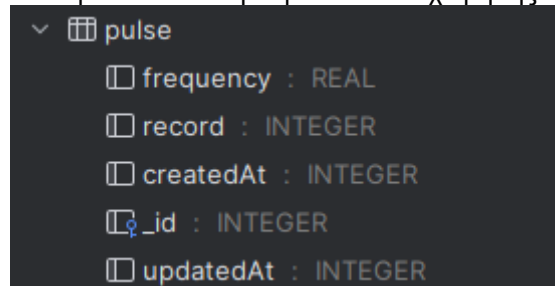 pulse
frequency : REAL
record : INTEGER
createdAt : INTEGER
_id : INTEGER
updatedAt : INTEGER